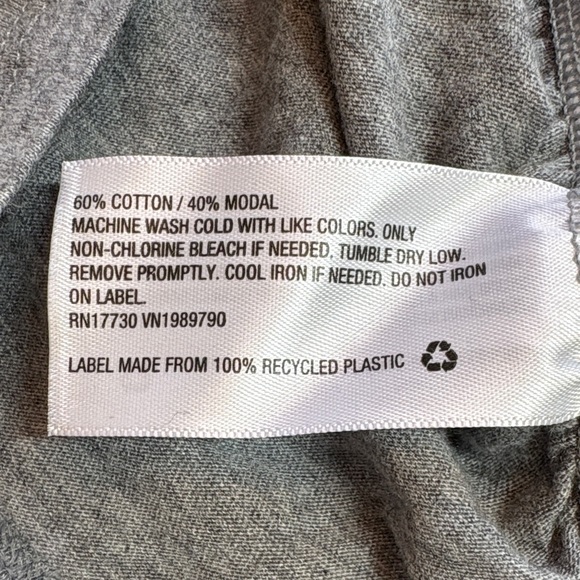 60% COTTON / 40% MODAL
MACHINE WASH COLD WITH LIKE COLORS. ONLY
NON-CHLORINE BLEACH IF NEEDED. TUMBLE DRY LOW.
REMOVE PROMPTLY. COOL IRON IF NEEDED. DO NOT IRON
ON LABEL.
RN17730 VN1989790
LABEL MADE FROM 100% RECYCLED PLASTIC